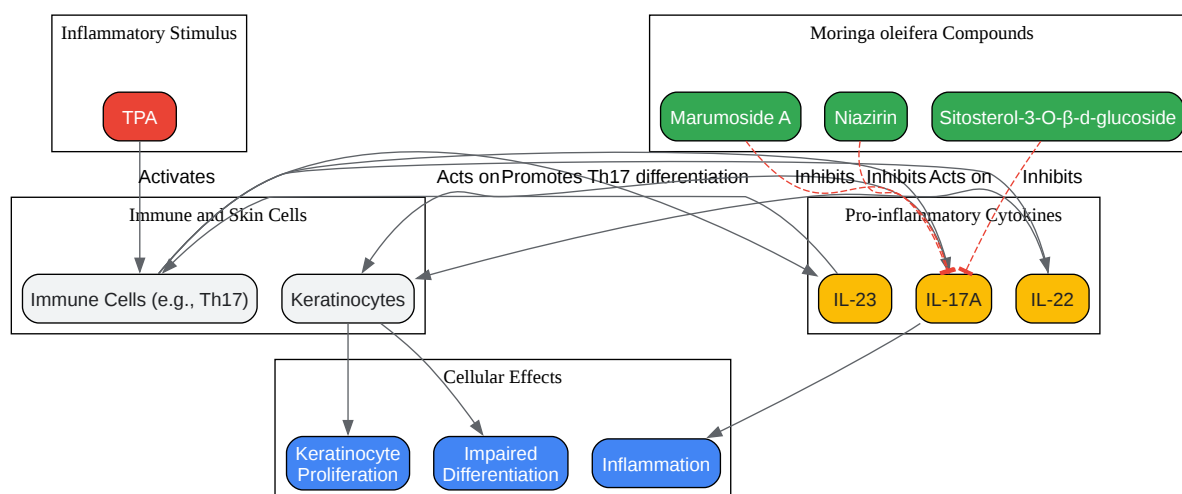 Inflammatory Stimulus
Moringa oleifera Compounds
TPA
Marumoside A
Niazirin
Sitosterol-3-O-β-d-glucoside
Activates
Acts on
Promotes Th17 differentiation
Inhibits
Inhibits
Acts on
Inhibits
Immune and Skin Cells
Pro-inflammatory Cytokines
Immune Cells (e.g., Th17)
Keratinocytes
IL-23
IL-17A
IL-22
Cellular Effects
Keratinocyte
Proliferation
Impaired
Differentiation
Inflammation